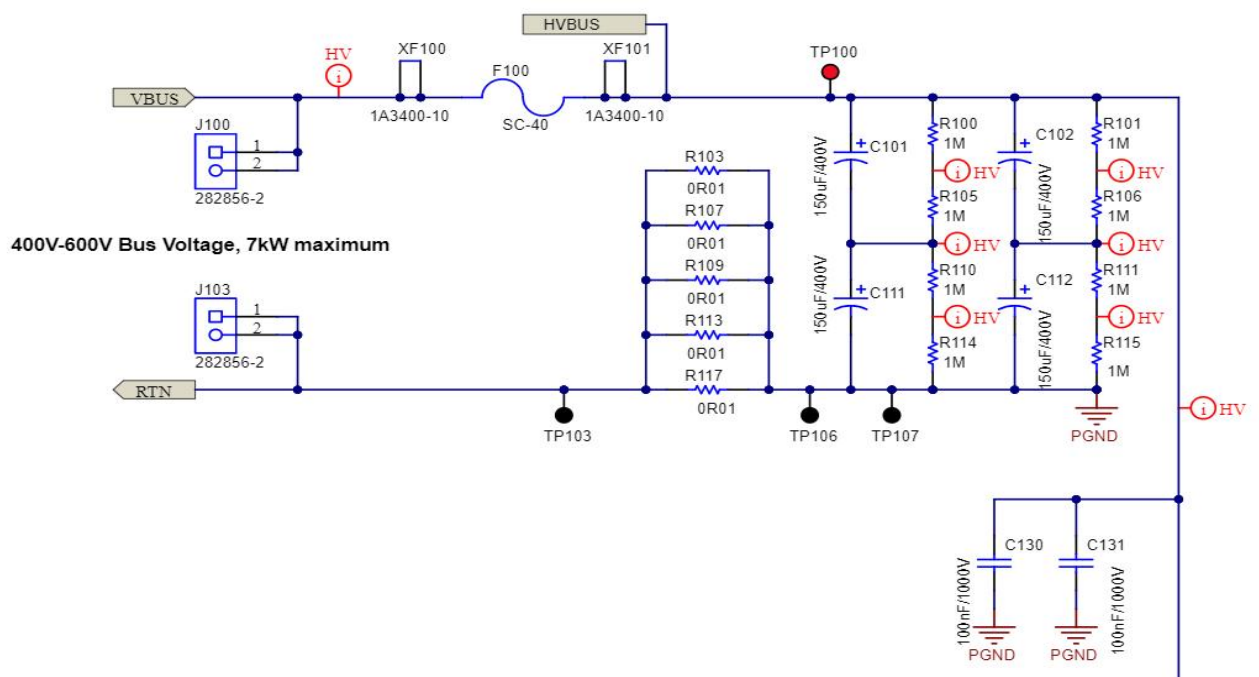 HVBUS
HV
i
XF100
F100
XF101
TP100
VBUS
1A3400-10
SC-40
1A3400-10
J100
1
2
282856-2
R103
0R01
R107
0R01
R109
0R01
R113
0R01
R117
0R01
C101
150uF/400V
R100
1M
i HV
R105
1M
i HV
C102
150uF/400V
R101
1M
i HV
R106
1M
i HV
400V-600V Bus Voltage, 7kW maximum
J103
1
2
282856-2
C111
150uF/400V
R110
1M
i HV
R114
1M
C112
150uF/400V
R111
1M
i HV
R115
1M
RTN
TP103
TP106
TP107
PGND
i HV
C130
100nF/1000V
PGND
C131
100nF/1000V
PGND